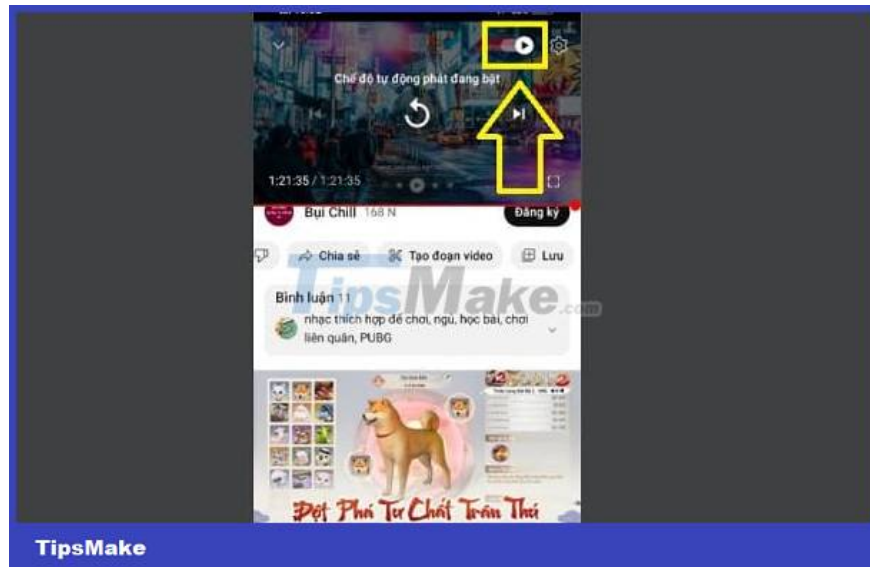 Chế độ tự động phát đang bật
1:21:35 / 1:21:35
Bụi Chill 168 N
Đăng ký
Chia sẻ
Tạo đoạn video
Lưu
TipsMake.com
Bình luận 11
nhạc thích hợp để chơi, ngủ, học bài, chơi
liên quân, PUBG
Đột Phá Tư Chất Trân Thú
TipsMake